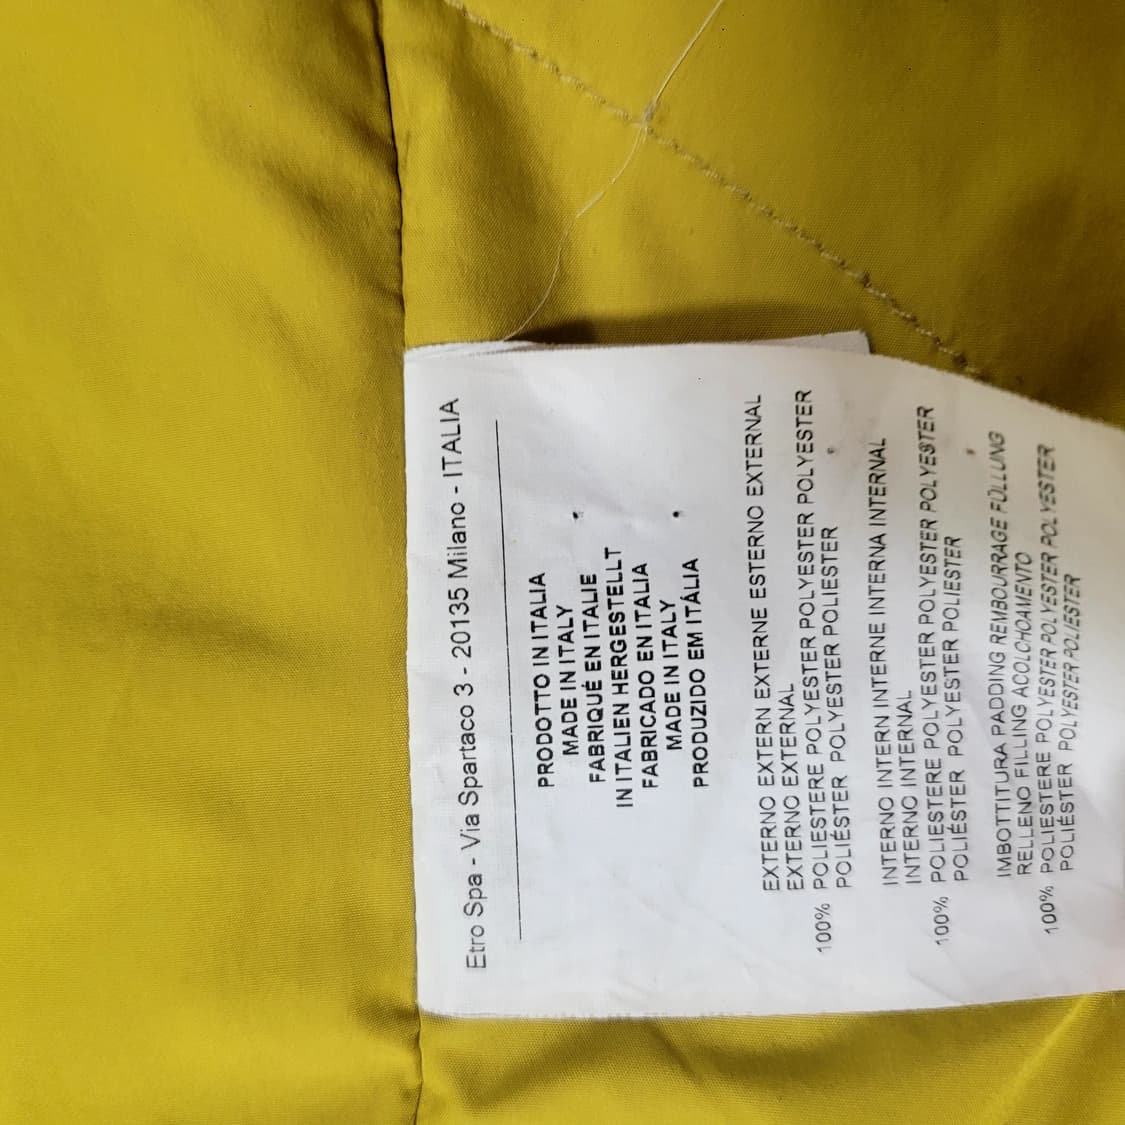 Etro Spa - Via Spartaco 3 - 20135 Milano - ITALIA
PRODOTTO IN ITALIA
MADE IN ITALY
FABRIQUÉ EN ITALIE
IN ITALIEN HERGESTELLT
FABRICADO EN ITALIA
MADE IN ITALY
PRODUZIDO EM ITÁLIA
EXTERNO EXTERN EXTERNE ESTERNO EXTERNAL
EXTERNO EXTERNAL
100% POLIESTERE POLYESTER POLYESTER POLYESTER
POLIÉSTER POLYESTER POLIESTER
INTERNO INTERN INTERNE INTERNA INTERNAL
INTERNO INTERNAL
100% POLIESTERE POLYESTER POLYESTER POLYESTER
POLIÉSTER POLYESTER POLIESTER
IMBOTTITURA PADDING REMBOURRAGE FÜLLUNG
RELLENO FILLING ACOLCHOAMENTO
100% POLIESTERE POLYESTER POLYESTER POLYESTER
POLIÉSTER POLYESTER POLIESTER